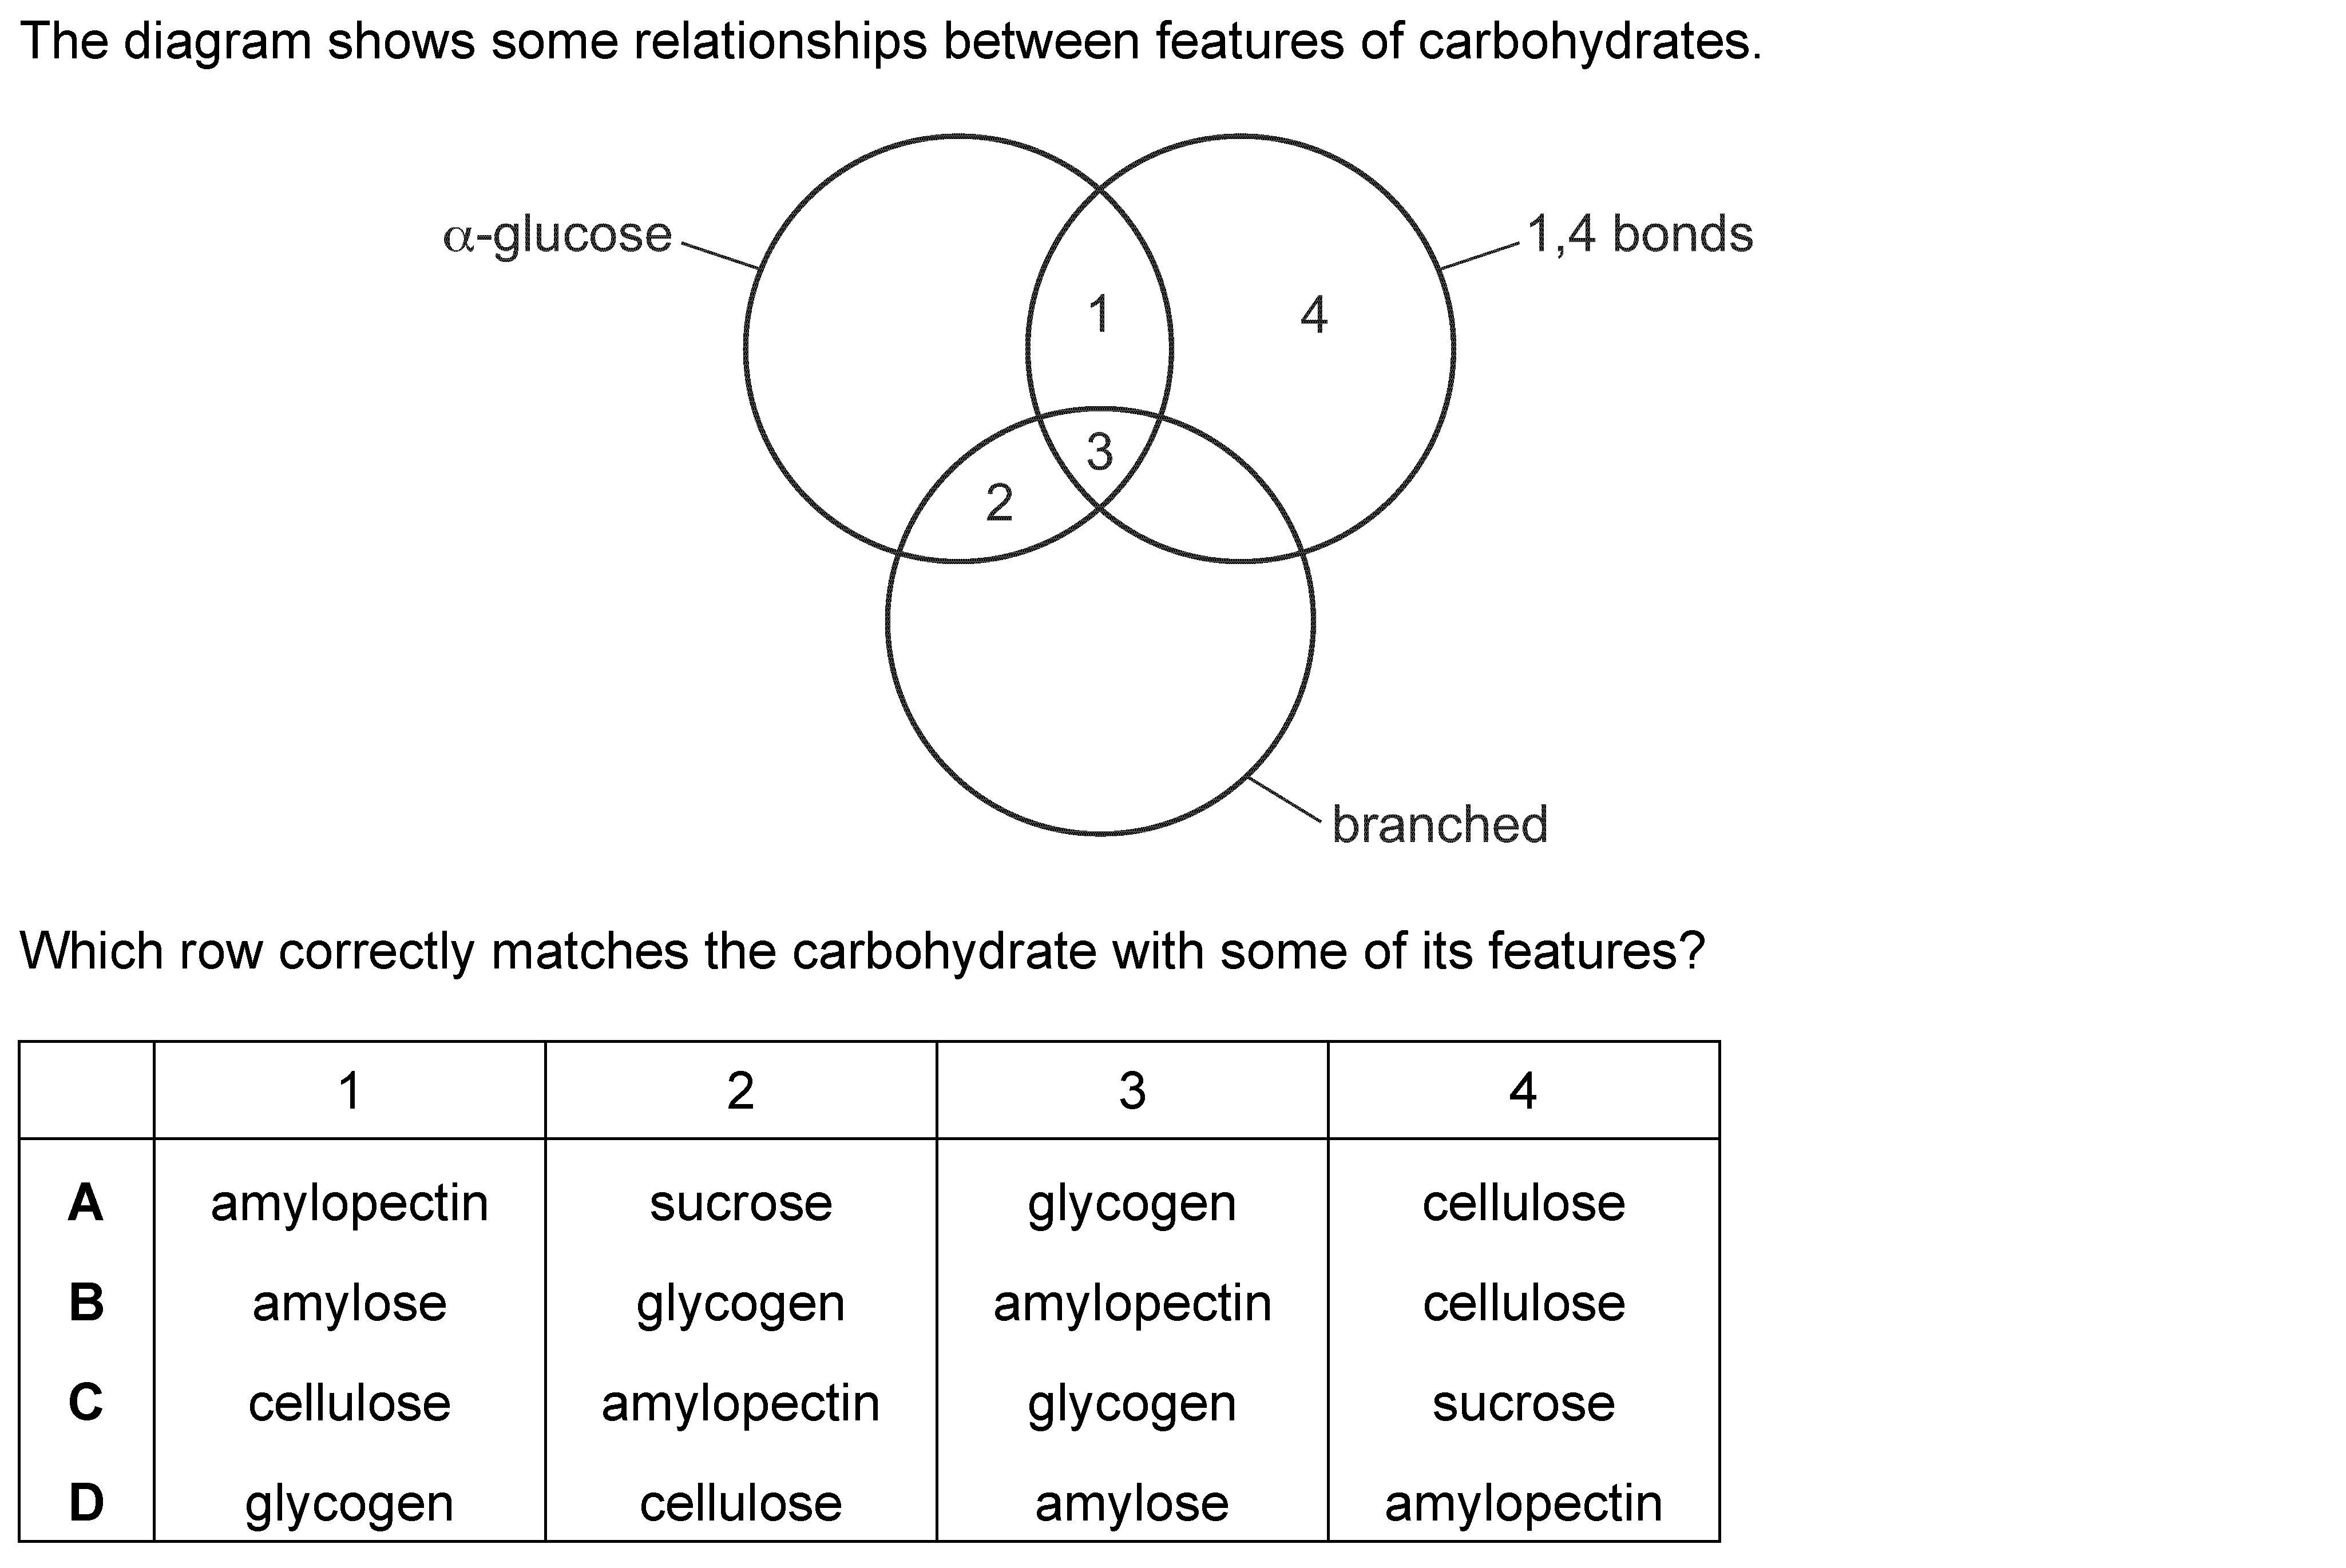 The diagram shows some relationships between features of carbohydrates.
α-glucose
1,4 bonds
1
4
3
2
branched
Which row correctly matches the carbohydrate with some of its features?
1 2 3 4
A amylopectin sucrose glycogen cellulose
B amylose glycogen amylopectin cellulose
C cellulose amylopectin glycogen sucrose
D glycogen cellulose amylose amylopectin